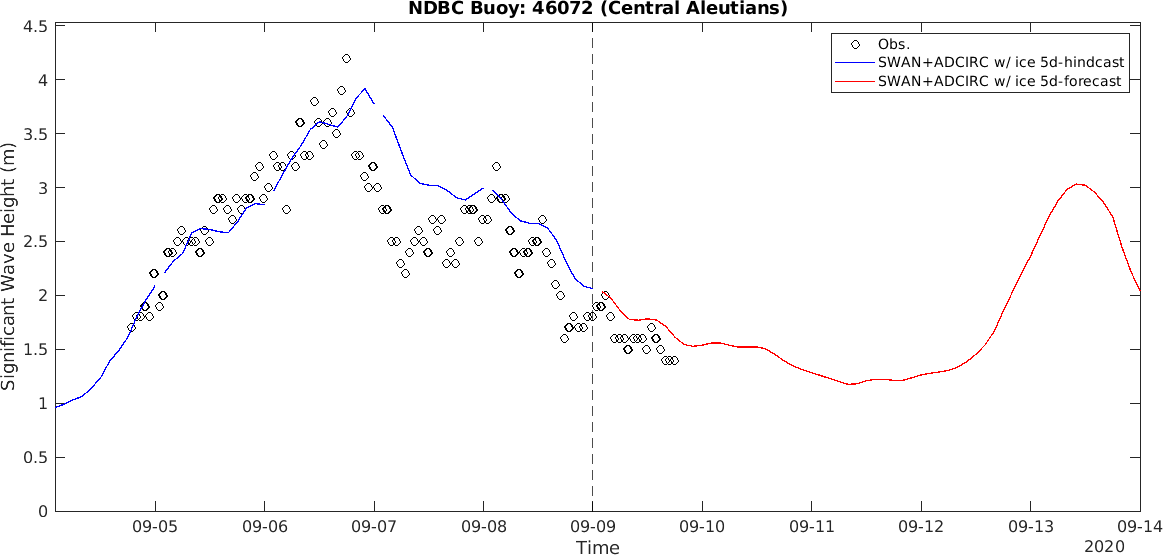 NDBC Buoy: 46072 (Central Aleutians)
4.5
4
3.5
3
2.5
2
1.5
1
0.5
0
Significant Wave Height (m)
Obs.
SWAN+ADCIRC w/ ice 5d-hindcast
SWAN+ADCIRC w/ ice 5d-forecast
09-05 09-06 09-07 09-08 09-09 09-10 09-11 09-12 09-13 09-14
Time
2020